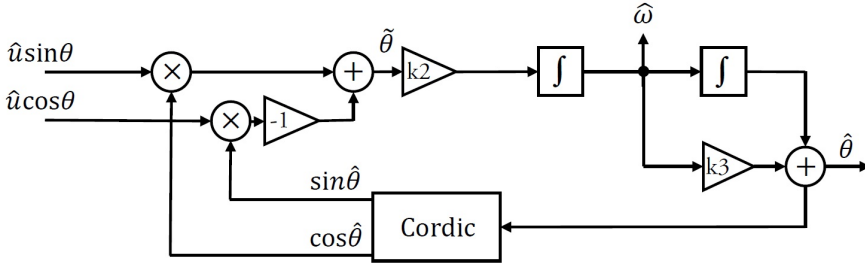 ω̂
ûsinθ
θ̃
k2
∫
∫
×
+
ûcosθ
×
-1
k3
+
θ̂
sinθ̂
Cordic
cosθ̂